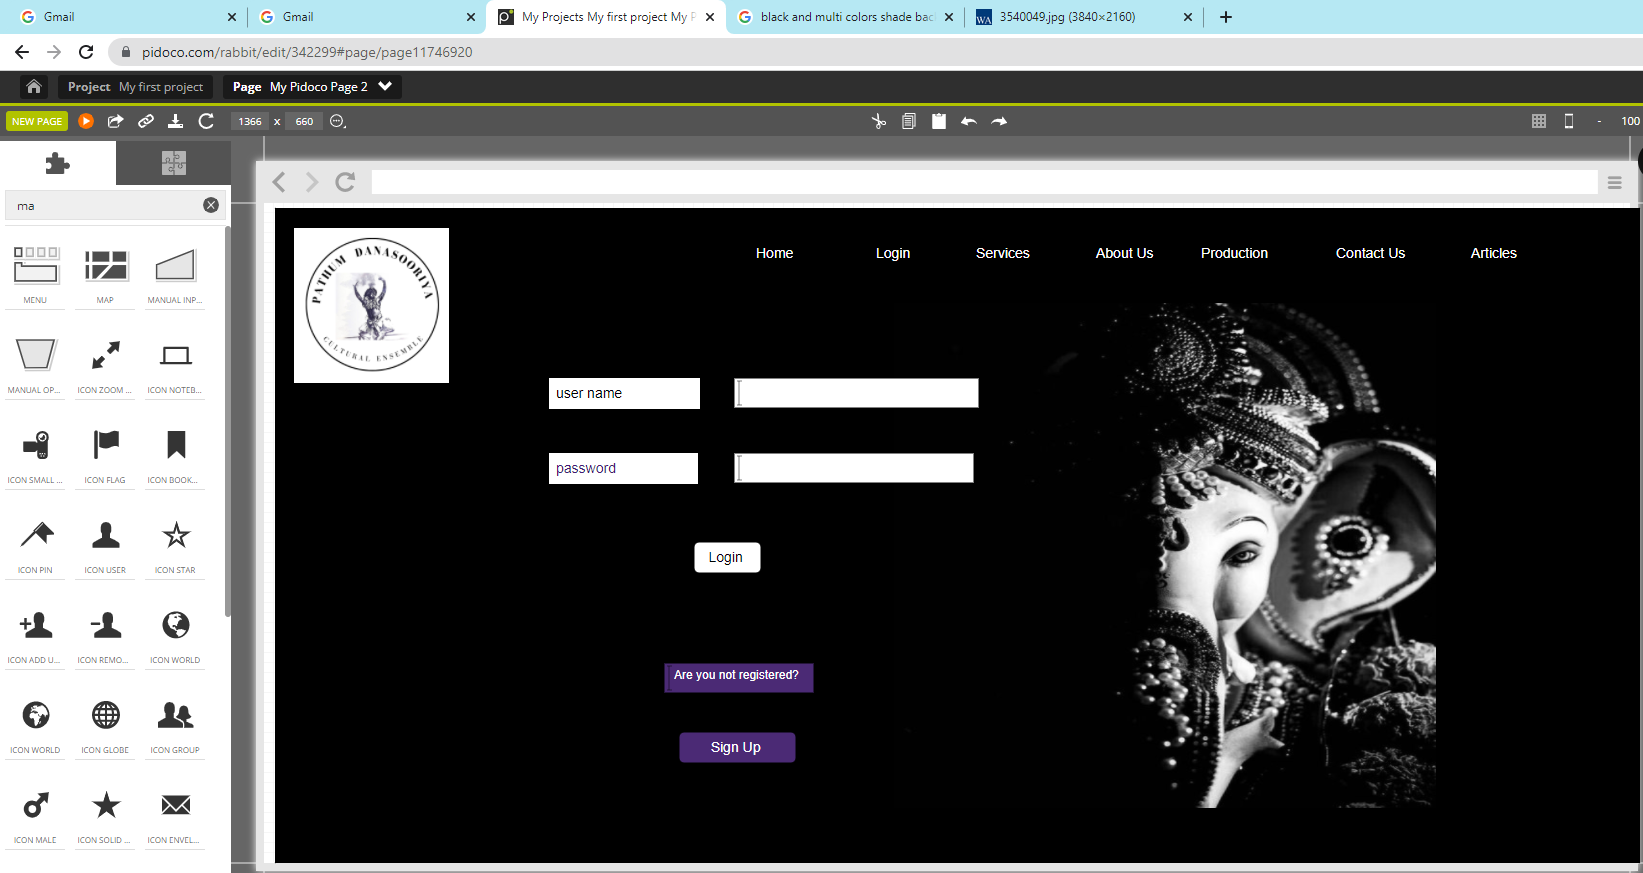 Gmail
Gmail
My Projects My first project My P
black and multi colors shade bac
WA 3540049.jpg (3840×2160)
pidoco.com/rabbit/edit/342299#page/page11746920
Project My first project
Page My Pidoco Page 2
NEW PAGE
1366 x 660
- 100
ma
MENU
MAP
MANUAL INP...
MANUAL OP...
ICON ZOOM ...
ICON NOTEB...
ICON SMALL ...
ICON FLAG
ICON BOOK...
ICON PIN
ICON USER
ICON STAR
ICON ADD U...
ICON REMO...
ICON WORLD
ICON WORLD
ICON GLOBE
ICON GROUP
ICON MALE
ICON SOLID ...
ICON ENVEL...
PATHUM DANASOORIYA
CULTURAL ENSEMBLE
Home
Login
Services
About Us
Production
Contact Us
Articles
user name
password
Login
Are you not registered?
Sign Up